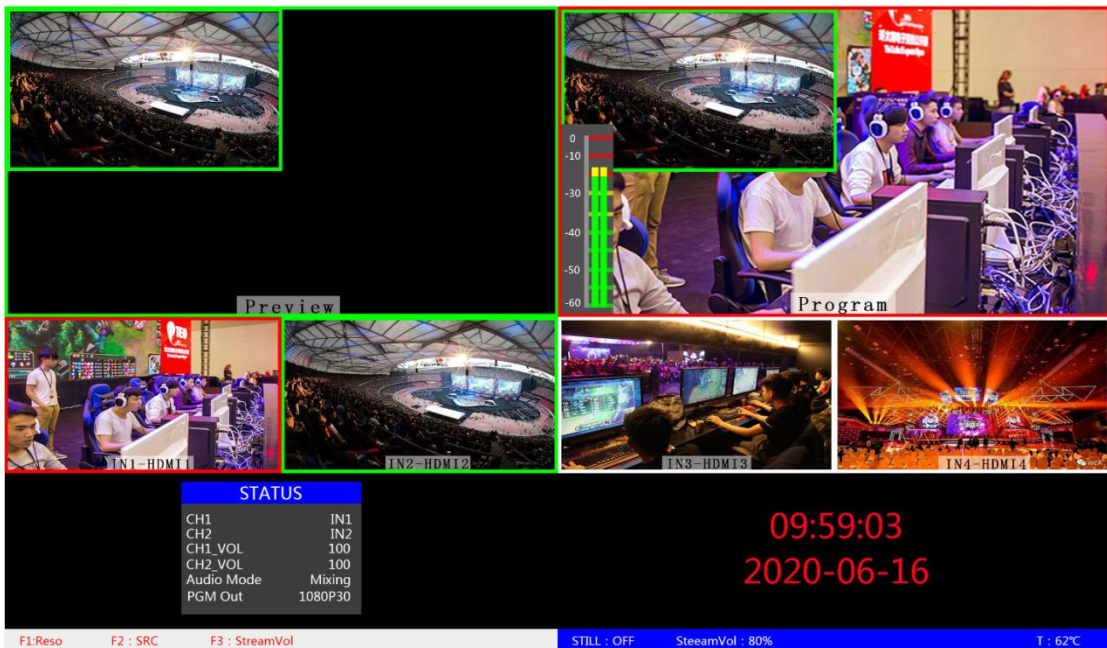 TEO
0
-10
-30
-40
-50
-60
Preview
Program
TEO
IN1-HDMI1
IN2-HDMI2
IN3-HDMI3
IN4-HDMI4
STATUS
CH1 IN1
CH2 IN2
CH1_VOL 100
CH2_VOL 100
Audio Mode Mixing
PGM Out 1080P30
09:59:03
2020-06-16
F1:Reso F2 : SRC F3 : StreamVol
STILL : OFF SteeamVol : 80% T : 62℃